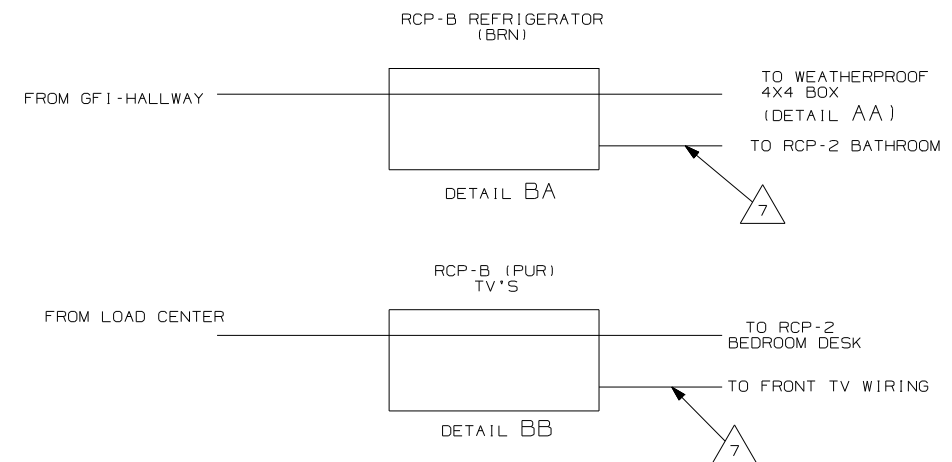 RCP-B REFRIGERATOR
(BRN)
FROM GFI-HALLWAY
TO WEATHERPROOF
4X4 BOX
(DETAIL AA)
TO RCP-2 BATHROOM
DETAIL BA
7
RCP-B (PUR)
TV'S
FROM LOAD CENTER
TO RCP-2
BEDROOM DESK
TO FRONT TV WIRING
DETAIL BB
7